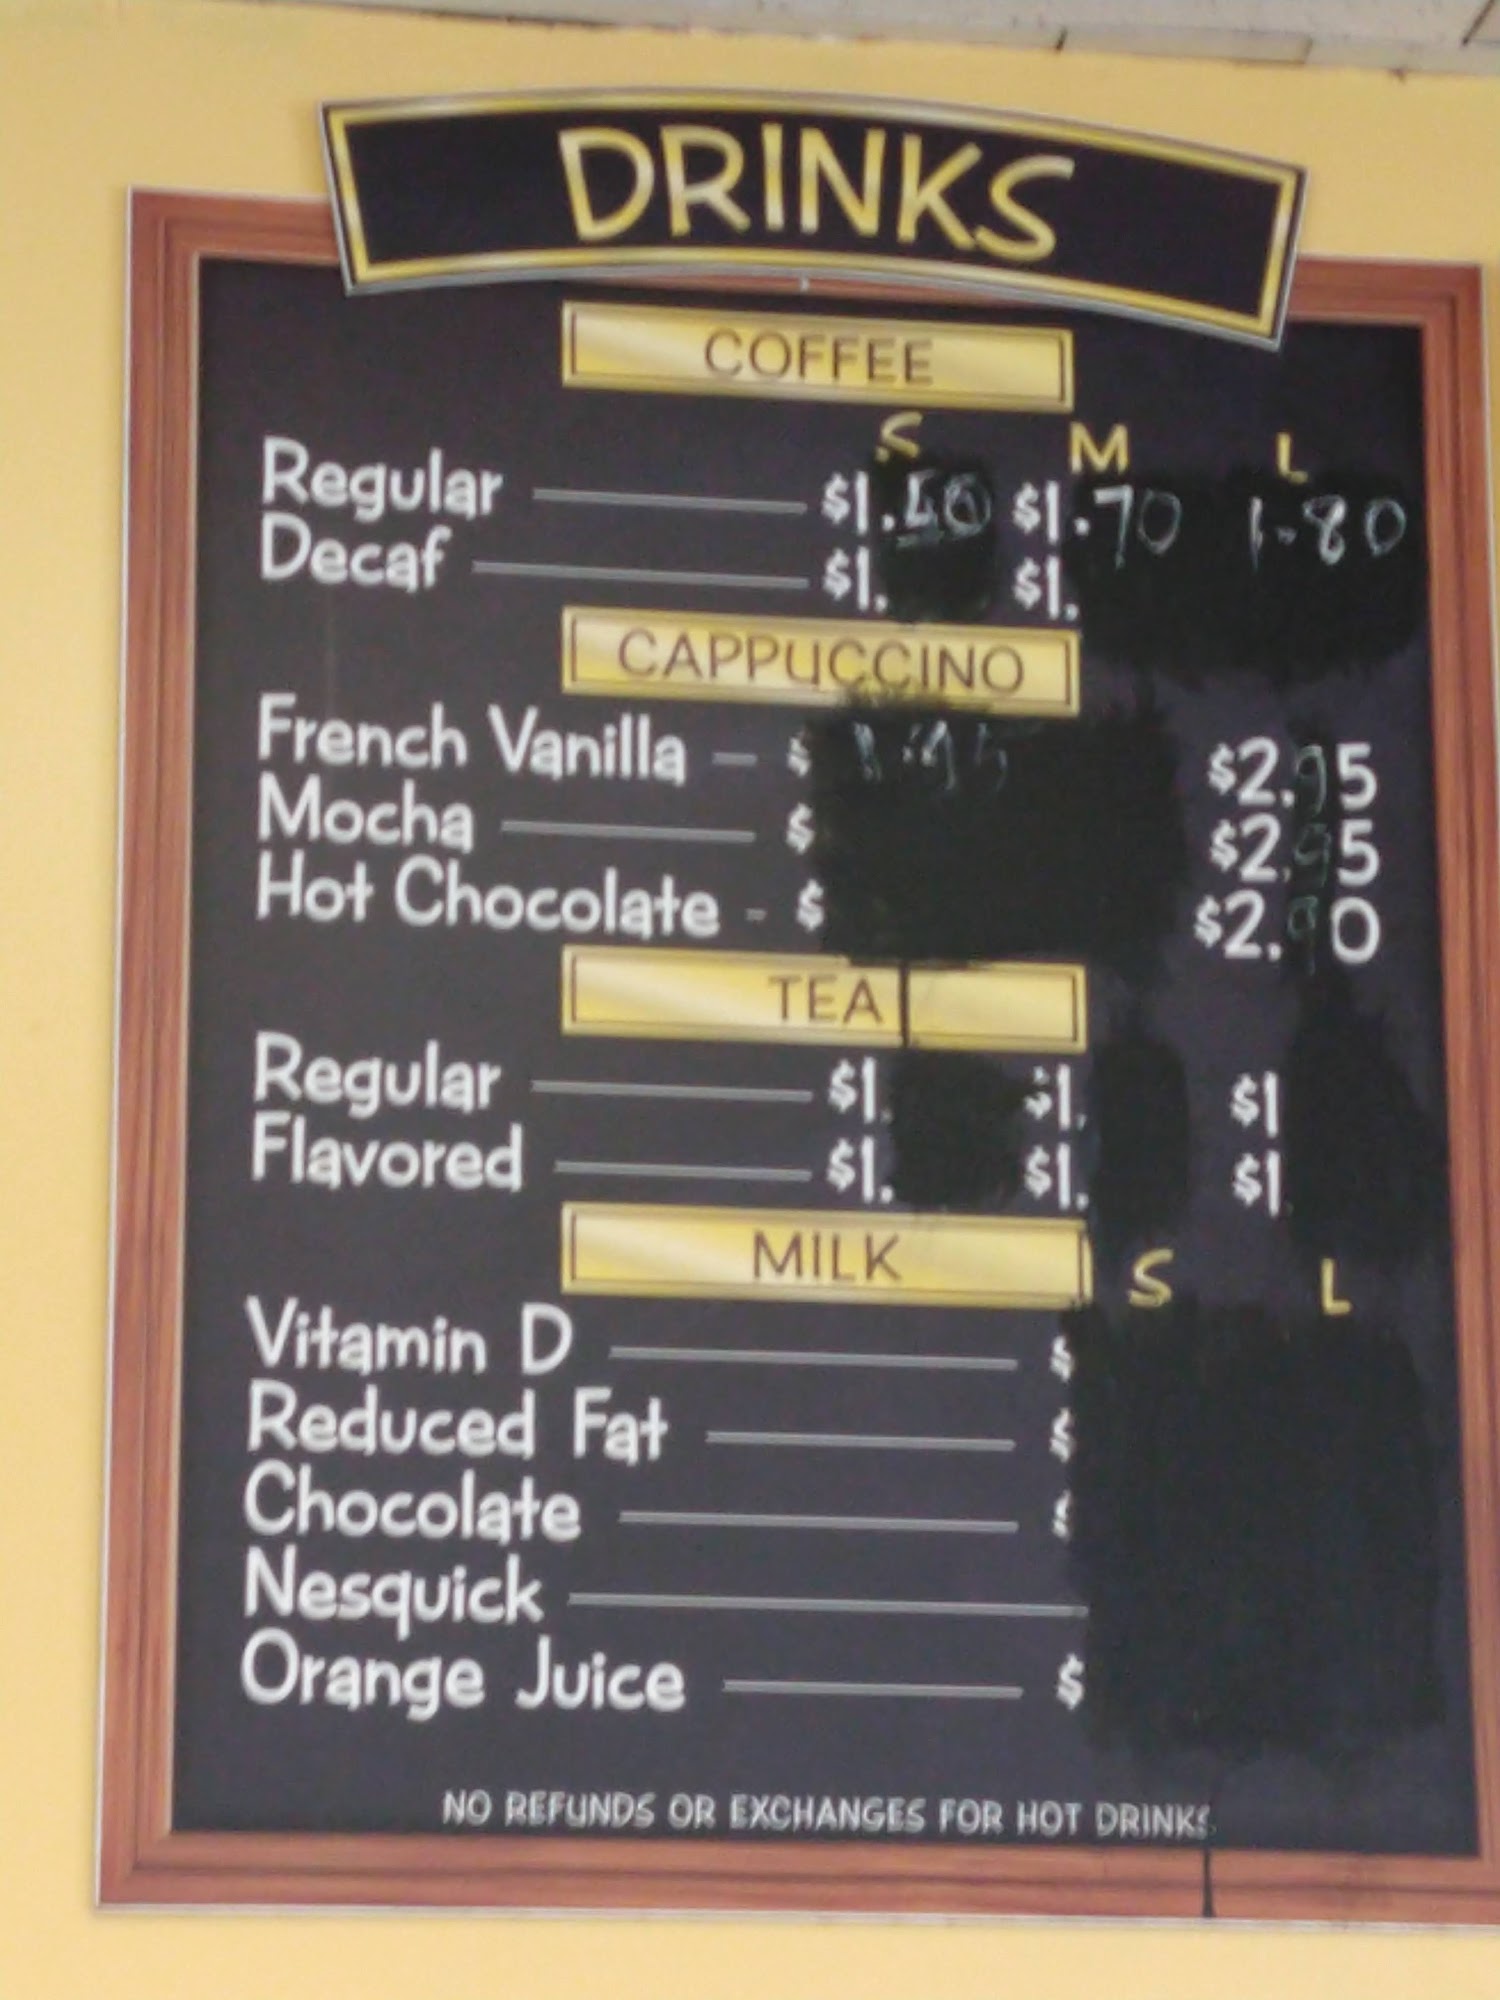 DRINKS
COFFEE
S M L
Regular $1. $1.70 1.80
Decaf $1. $1.
CAPPUCCINO
French Vanilla - $ $2.95
Mocha $ $2.95
Hot Chocolate - $ $2.90
TEA
Regular $1. $1. $1
Flavored $1. $1. $1
MILK S L
Vitamin D $
Reduced Fat $
Chocolate $
Nesquick
Orange Juice $
NO REFUNDS OR EXCHANGES FOR HOT DRINKS